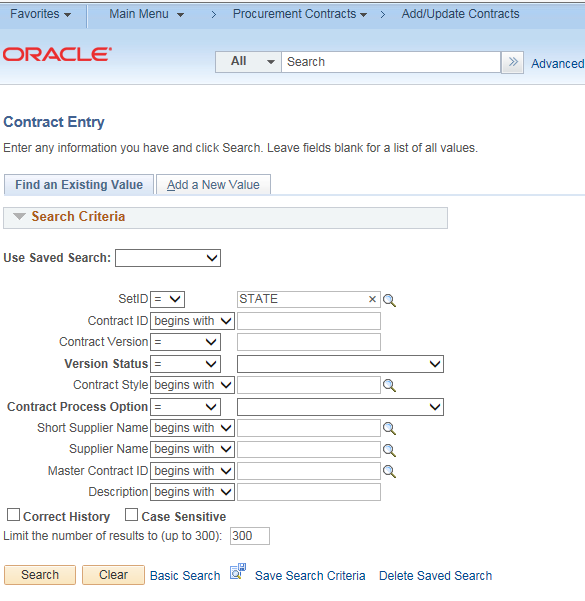 Favorites Main Menu > Procurement Contracts > Add/Update Contracts
ORACLE®
All Search Advanced
Contract Entry
Enter any information you have and click Search. Leave fields blank for a list of all values.
Find an Existing Value Add a New Value
Search Criteria
Use Saved Search:
SetID = STATE ×
Contract ID begins with
Contract Version =
Version Status =
Contract Style begins with
Contract Process Option =
Short Supplier Name begins with
Supplier Name begins with
Master Contract ID begins with
Description begins with
Correct History Case Sensitive
Limit the number of results to (up to 300): 300
Search Clear Basic Search Save Search Criteria Delete Saved Search